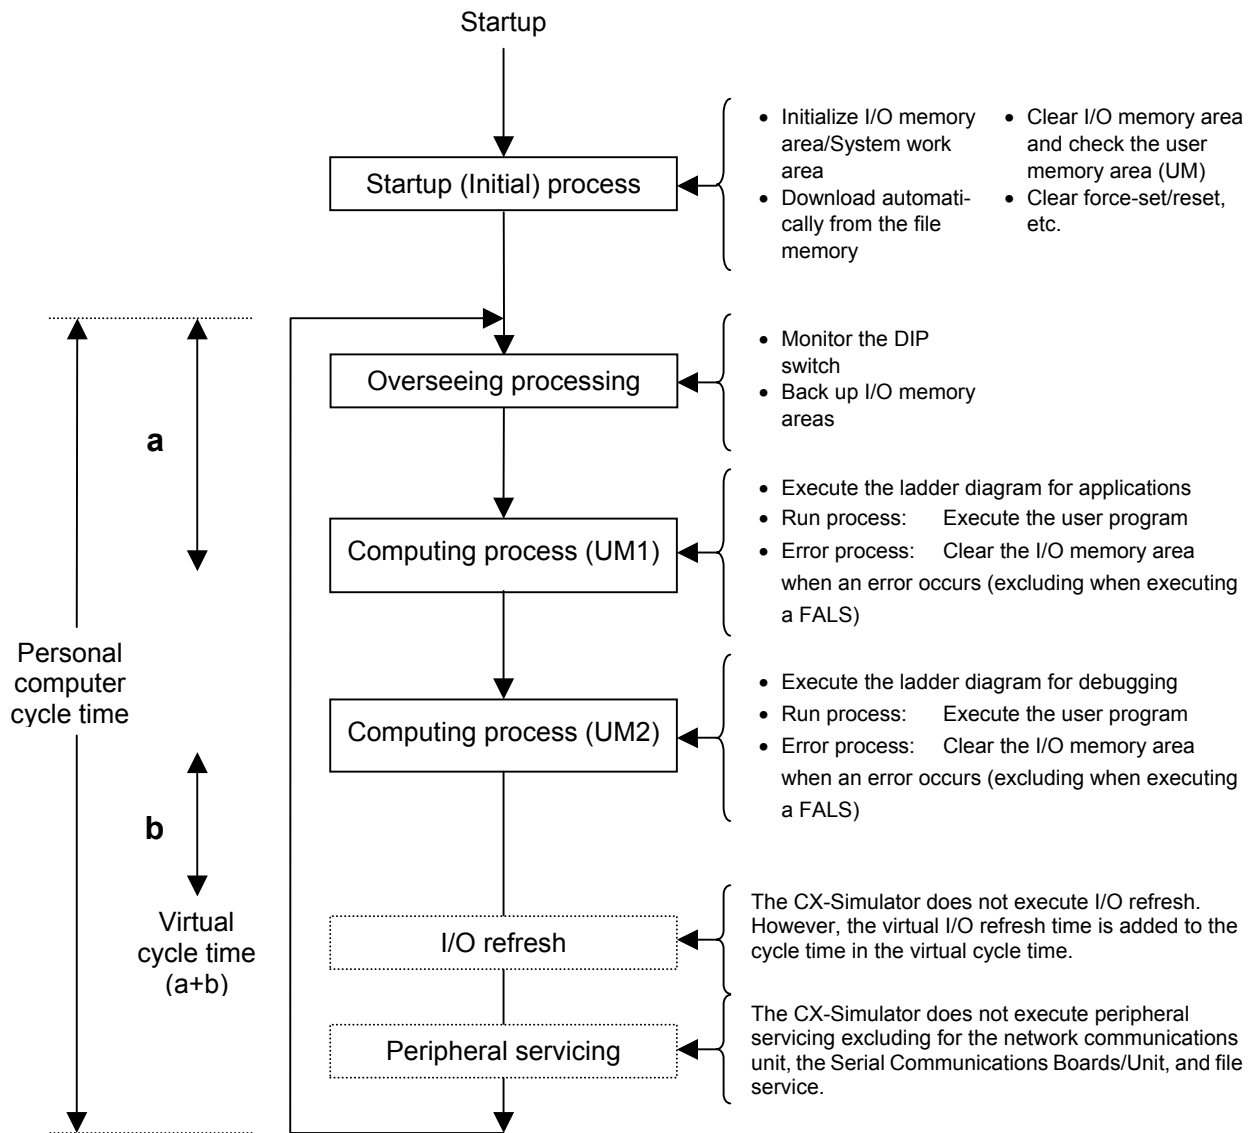 Startup
Startup (Initial) process
• Initialize I/O memory
area/System work
area
• Download automati-
cally from the file
memory
• Clear I/O memory area
and check the user
memory area (UM)
• Clear force-set/reset,
etc.
Overseeing processing
• Monitor the DIP
switch
• Back up I/O memory
areas
a
Computing process (UM1)
• Execute the ladder diagram for applications
• Run process: Execute the user program
• Error process: Clear the I/O memory area
when an error occurs (excluding when executing
a FALS)
Personal
computer
cycle time
Computing process (UM2)
• Execute the ladder diagram for debugging
• Run process: Execute the user program
• Error process: Clear the I/O memory area
when an error occurs (excluding when executing
a FALS)
b
Virtual
cycle time
(a+b)
I/O refresh
The CX-Simulator does not execute I/O refresh.
However, the virtual I/O refresh time is added to the
cycle time in the virtual cycle time.
Peripheral servicing
The CX-Simulator does not execute peripheral
servicing excluding for the network communications
unit, the Serial Communications Boards/Unit, and file
service.